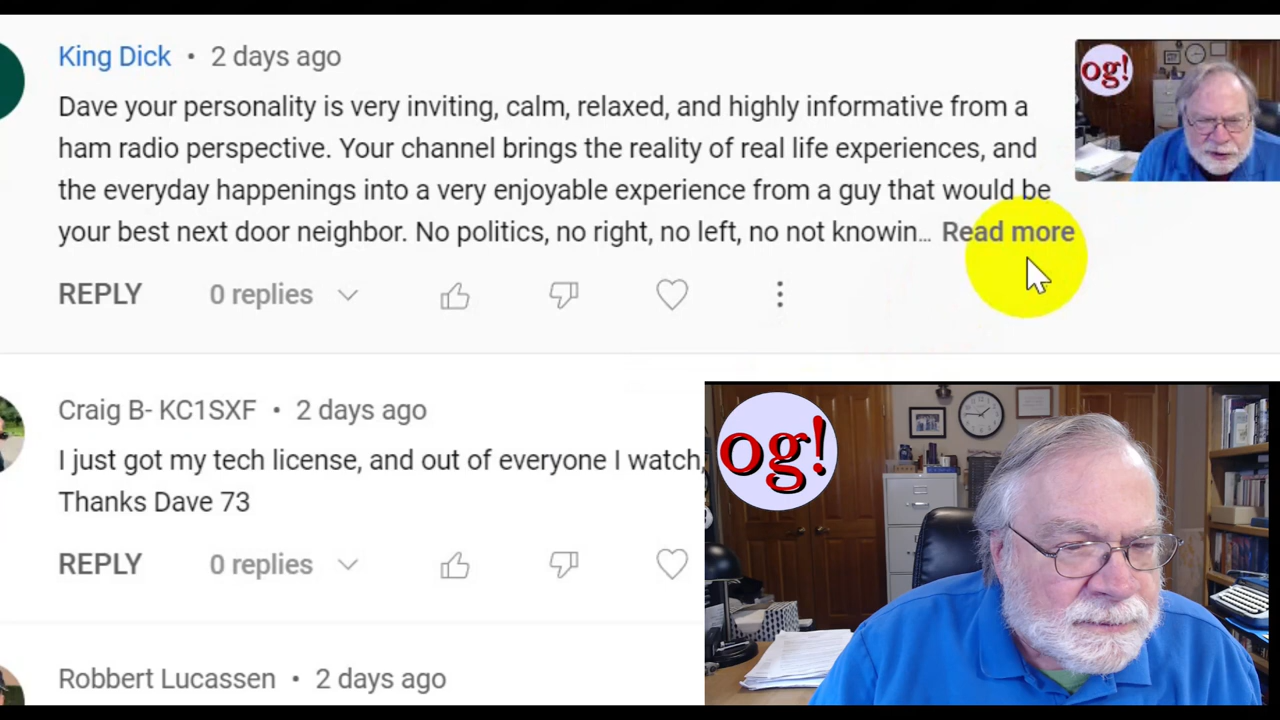 King Dick • 2 days ago
Dave your personality is very inviting, calm, relaxed, and highly informative from a
ham radio perspective. Your channel brings the reality of real life experiences, and
the everyday happenings into a very enjoyable experience from a guy that would be
your best next door neighbor. No politics, no right, no left, no not knowin... Read more
REPLY 0 replies
og!
Craig B- KC1SXF • 2 days ago
I just got my tech license, and out of everyone I watch,
Thanks Dave 73
REPLY 0 replies
og!
Robbert Lucassen • 2 days ago